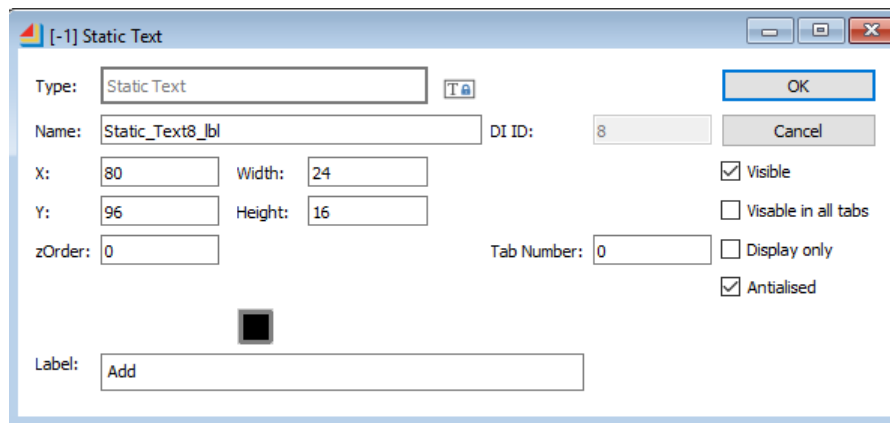 [-1] Static Text
Type: Static Text T OK
Name: Static_Text8_lbl DI ID: 8 Cancel
X: 80 Width: 24 Visible
Y: 96 Height: 16 Visable in all tabs
zOrder: 0 Tab Number: 0 Display only
Antialised
Label: Add